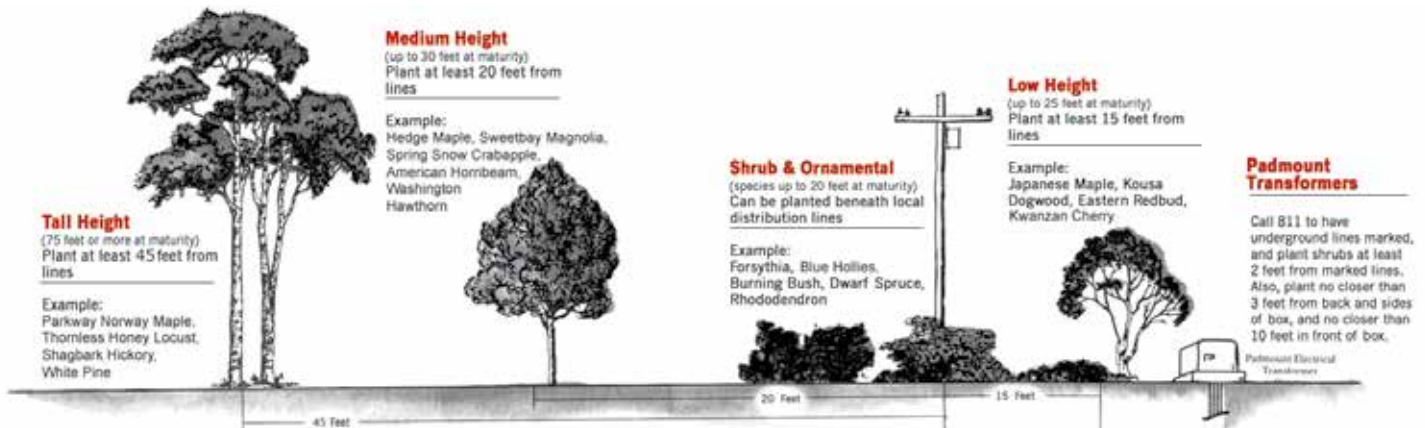 Tall Height
(75 feet or more at maturity)
Plant at least 45 feet from
lines
Example:
Parkway Norway Maple,
Thornless Honey Locust,
Shagbark Hickory,
White Pine
Medium Height
(up to 30 feet at maturity)
Plant at least 20 feet from
lines
Example:
Hedge Maple, Sweetbay Magnolia,
Spring Snow Crabapple,
American Hornbeam,
Washington
Hawthorn
Shrub & Ornamental
(species up to 20 feet at maturity)
Can be planted beneath local
distribution lines
Example:
Forsythia, Blue Hollies,
Burning Bush, Dwarf Spruce,
Rhododendron
Low Height
(up to 25 feet at maturity)
Plant at least 15 feet from
lines
Example:
Japanese Maple, Kousa
Dogwood, Eastern Redbud,
Kwanzan Cherry
Padmount
Transformers
Call 811 to have
underground lines marked,
and plant shrubs at least
2 feet from marked lines.
Also, plant no closer than
3 feet from back and sides
of box, and no closer than
10 feet in front of box.
Padmount Electrical
Transformer
20 Feet
15 Feet
45 Feet